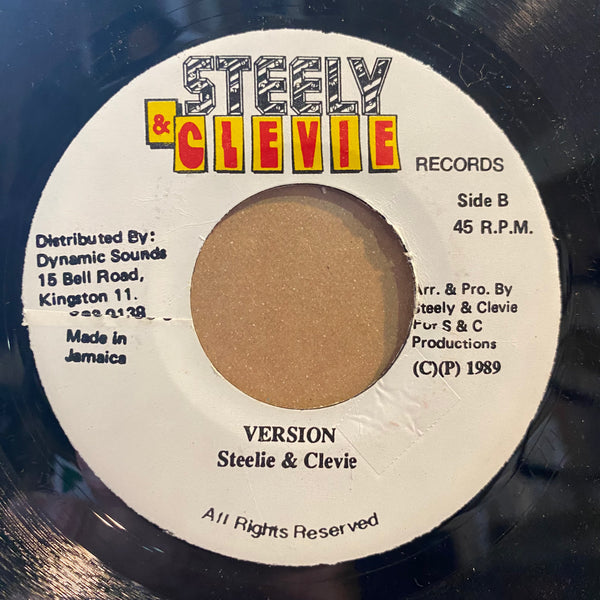 STEELY
& CLEVIE
RECORDS
Side B
45 R.P.M.
Distributed By:
Dynamic Sounds
15 Bell Road,
Kingston 11.
Made in
Jamaica
Arr. & Pro. By
Steely & Clevie
For S & C
Productions
(C)(P) 1989
VERSION
Steelie & Clevie
All Rights Reserved